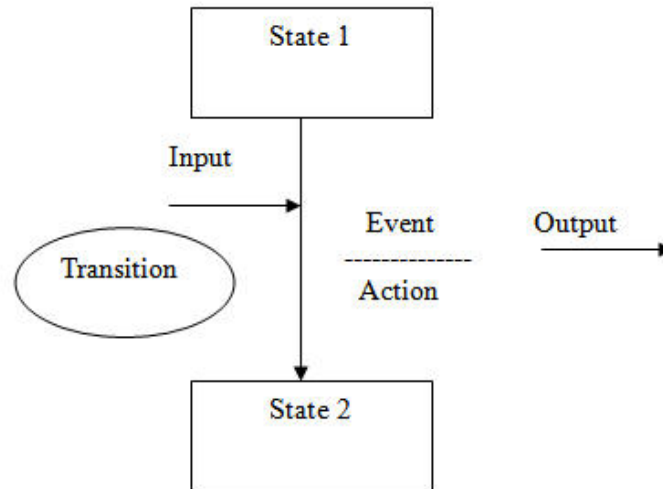 State 1
Input
Event
Output
Transition
---------------
Action
State 2